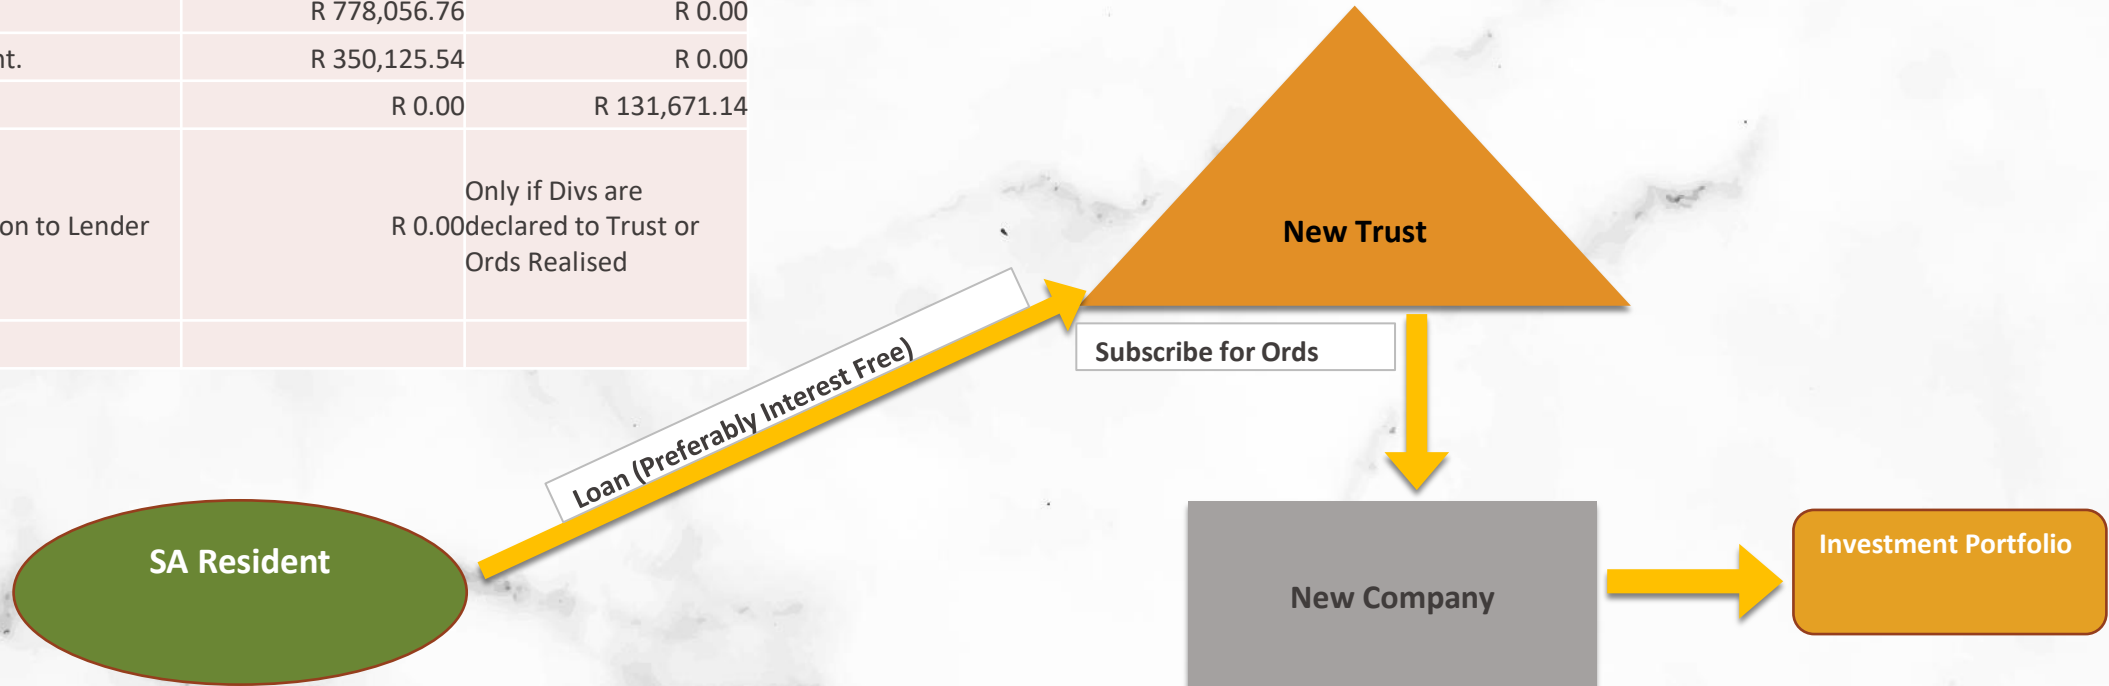 R 778,056.76 R 0.00
nt. R 350,125.54 R 0.00
R 0.00 R 131,671.14
Only if Divs are
on to Lender R 0.00 declared to Trust or
Ords Realised
New Trust
Subscribe for Ords
Loan (Preferably Interest Free)
SA Resident
New Company
Investment Portfolio